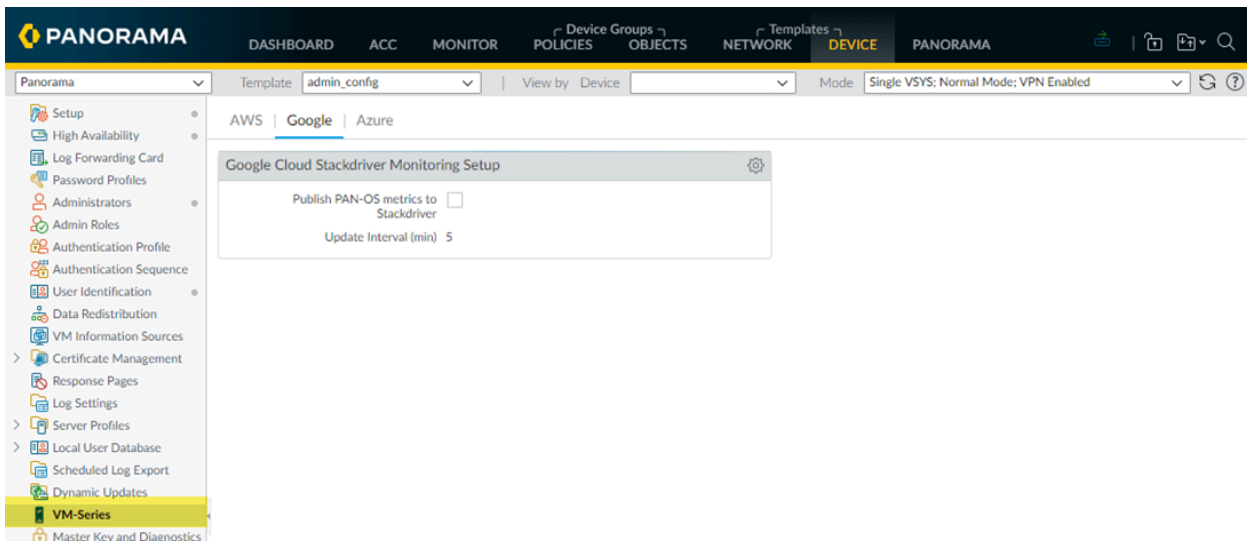 PANORAMA
DASHBOARD
ACC
MONITOR
Device Groups
POLICIES
OBJECTS
Templates
NETWORK
DEVICE
PANORAMA
Panorama
Template
admin_config
View by Device
Mode
Single VSYS; Normal Mode; VPN Enabled
Setup
High Availability
Log Forwarding Card
Password Profiles
Administrators
Admin Roles
Authentication Profile
Authentication Sequence
User Identification
Data Redistribution
VM Information Sources
Certificate Management
Response Pages
Log Settings
Server Profiles
Local User Database
Scheduled Log Export
Dynamic Updates
VM-Series
Master Key and Diagnostics
AWS | Google | Azure
Google Cloud Stackdriver Monitoring Setup
Publish PAN-OS metrics to
Stackdriver
Update Interval (min) 5